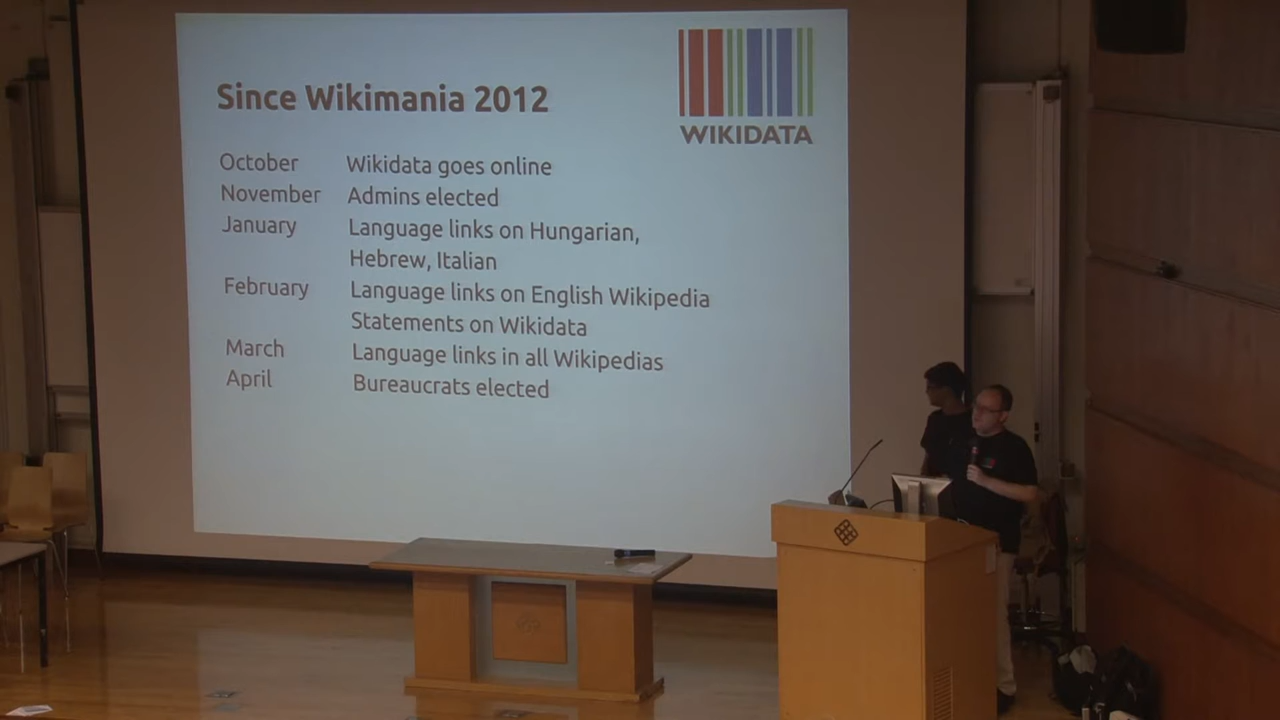 Since Wikimania 2012
WIKIDATA
October Wikidata goes online
November Admins elected
January Language links on Hungarian,
Hebrew, Italian
February Language links on English Wikipedia
Statements on Wikidata
March Language links in all Wikipedias
April Bureaucrats elected